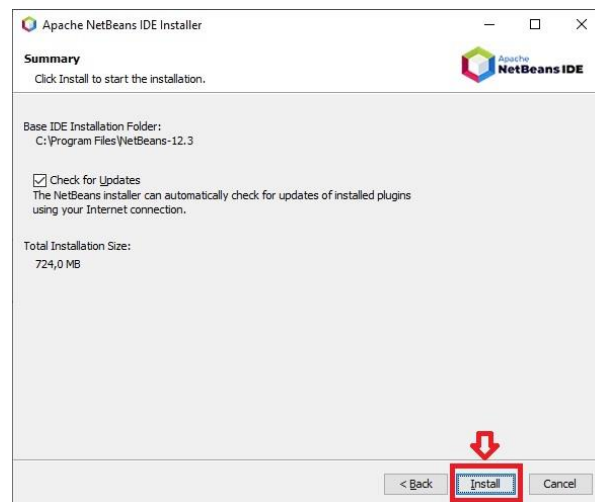 Apache NetBeans IDE Installer
Summary
Click Install to start the installation.
Apache
NetBeans IDE
Base IDE Installation Folder:
C:\Program Files\NetBeans-12.3
Check for Updates
The NetBeans installer can automatically check for updates of installed plugins
using your Internet connection.
Total Installation Size:
724,0 MB
< Back Install Cancel